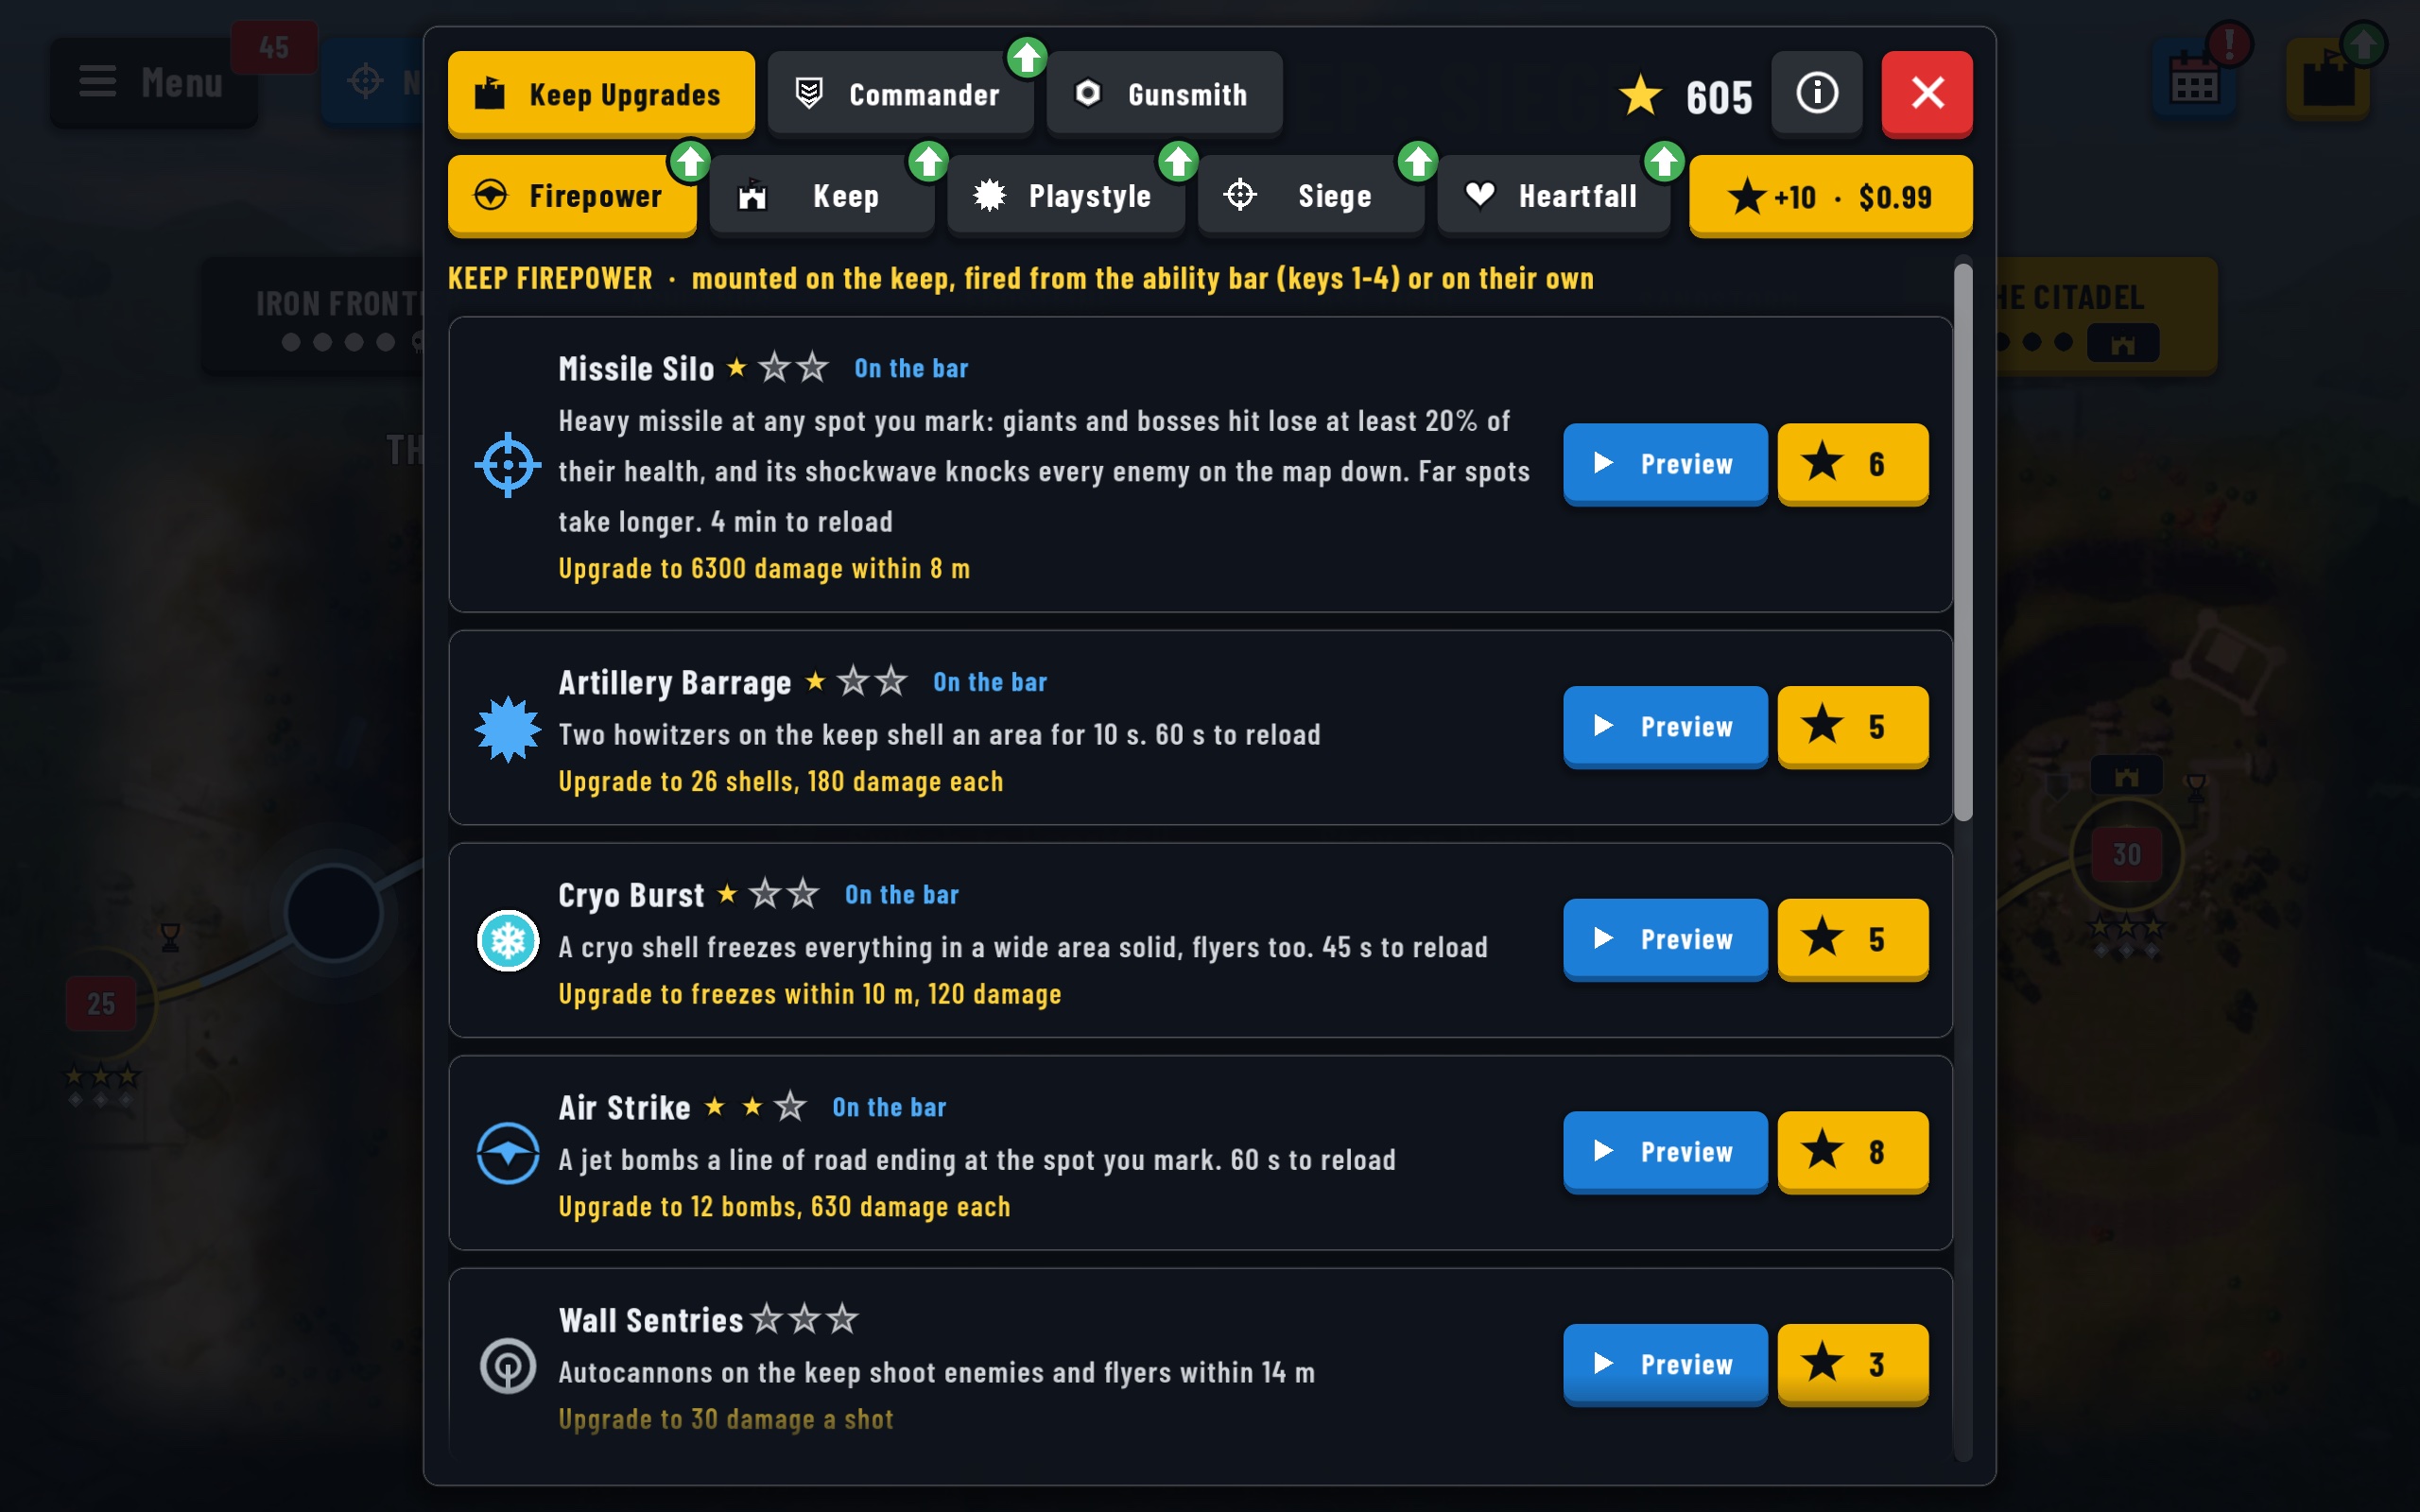 45
Menu
Keep Upgrades
Commander
Gunsmith
605
Firepower
Keep
Playstyle
Siege
Heartfall
+10 · $0.99
KEEP FIREPOWER · mounted on the keep, fired from the ability bar (keys 1-4) or on their own
Missile Silo
On the bar
Heavy missile at any spot you mark: giants and bosses hit lose at least 20% of
their health, and its shockwave knocks every enemy on the map down. Far spots
take longer. 4 min to reload
Upgrade to 6300 damage within 8 m
Preview
6
Artillery Barrage
On the bar
Two howitzers on the keep shell an area for 10 s. 60 s to reload
Upgrade to 26 shells, 180 damage each
Preview
5
Cryo Burst
On the bar
A cryo shell freezes everything in a wide area solid, flyers too. 45 s to reload
Upgrade to freezes within 10 m, 120 damage
Preview
5
Air Strike
On the bar
A jet bombs a line of road ending at the spot you mark. 60 s to reload
Upgrade to 12 bombs, 630 damage each
Preview
8
Wall Sentries
Autocannons on the keep shoot enemies and flyers within 14 m
Upgrade to 30 damage a shot
Preview
3
IRON
CITADEL
25
30